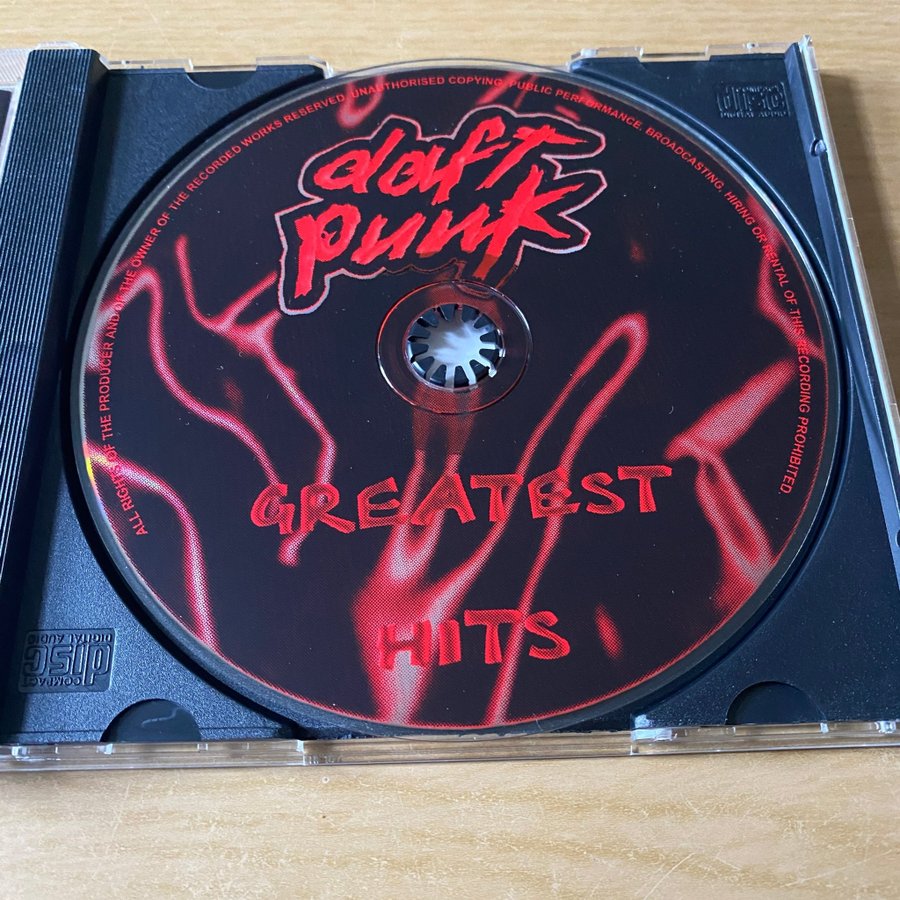 ALL RIGHTS OF THE PRODUCER AND OF THE OWNER OF THE RECORDED WORKS RESERVED. UNAUTHORISED COPYING, PUBLIC PERFORMANCE, BROADCASTING, HIRING OR RENTAL OF THIS RECORDING PROHIBITED.
daft
punk
GREATEST
HITS
disc
DIGITAL AUDIO
COMPACT
disc
DIGITAL AUDIO